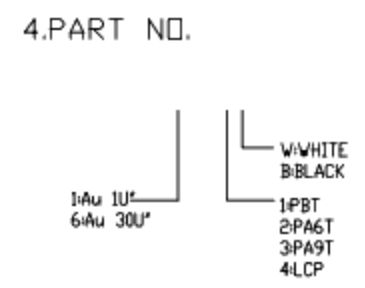 4.PART NO.
W:WHITE
B:BLACK
1:Au 1U"
6:Au 30U"
1:PBT
2:PA6T
3:PA9T
4:LCP